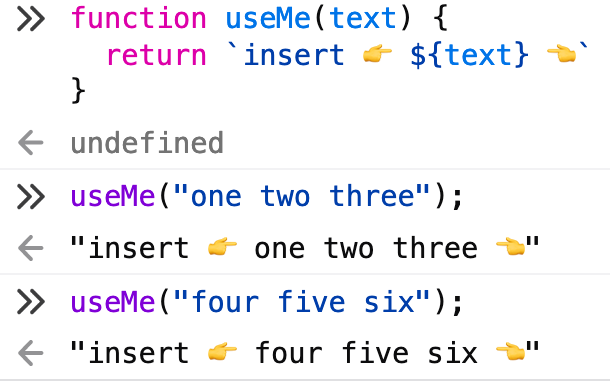 >> function useMe(text) {
return `insert 👉 ${text} 👈`
}
← undefined
>> useMe("one two three");
← "insert 👉 one two three 👈"
>> useMe("four five six");
← "insert 👉 four five six 👈"